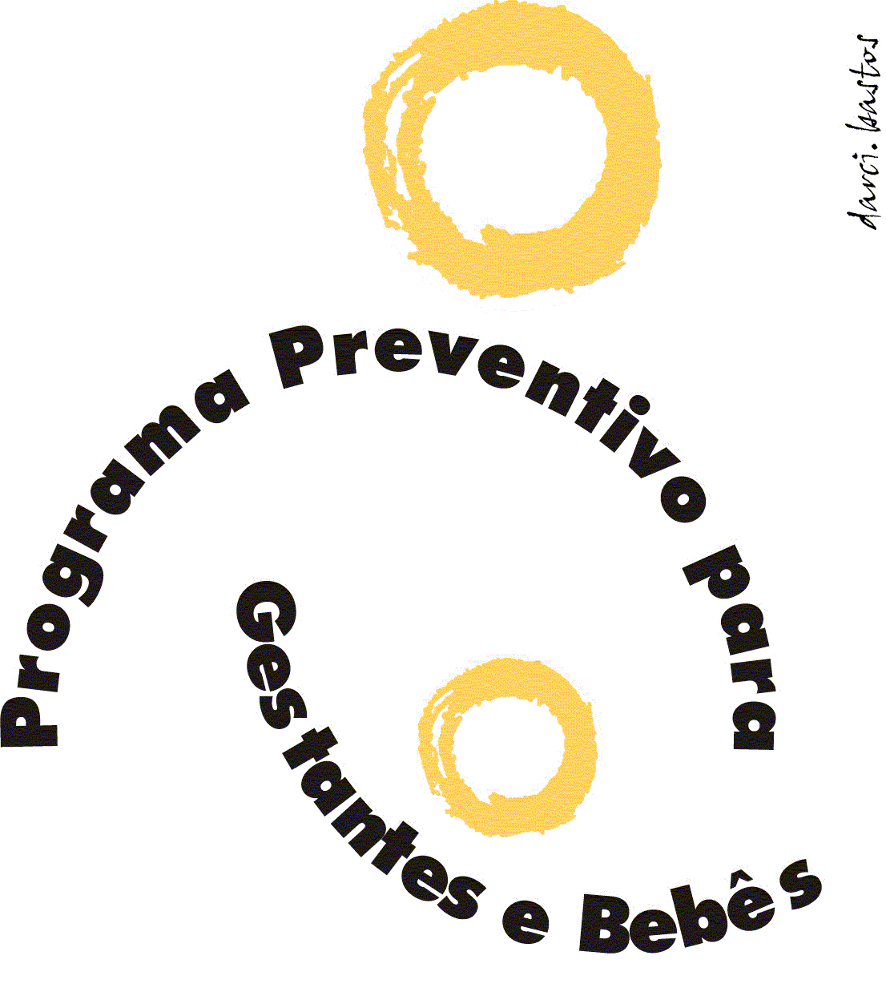 darci.bastos
Programa Preventivo para
Gestantes e Bebês